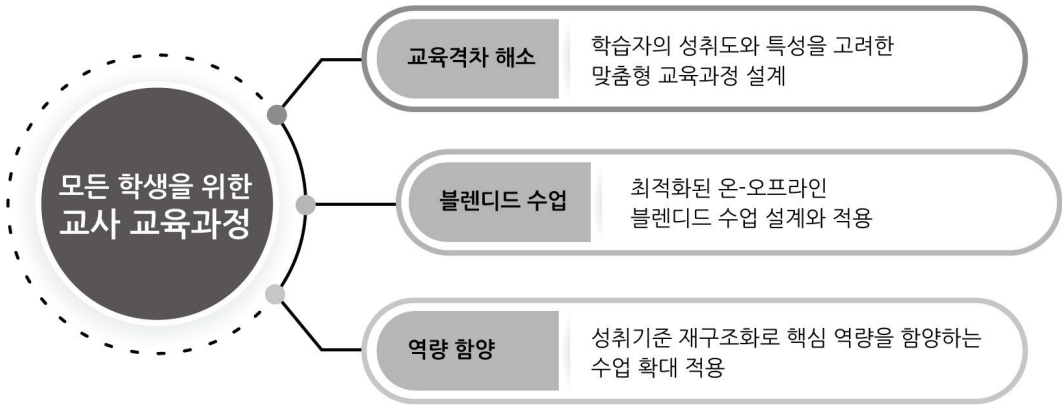 모든 학생을 위한
교사 교육과정
교육격차 해소
학습자의 성취도와 특성을 고려한
맞춤형 교육과정 설계
블렌디드 수업
최적화된 온-오프라인
블렌디드 수업 설계와 적용
역량 함양
성취기준 재구조화로 핵심 역량을 함양하는
수업 확대 적용